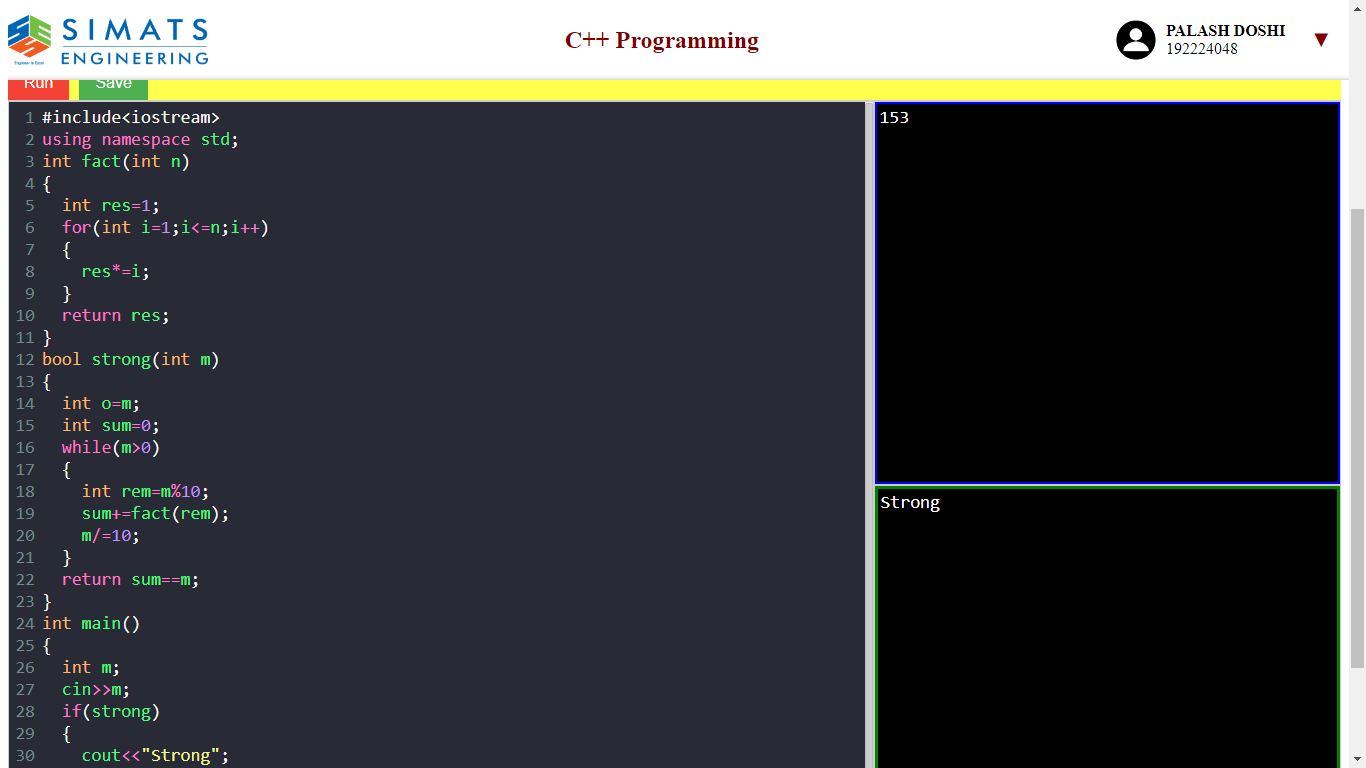 SIMATS
ENGINEERING
Engineer to Excel
C++ Programming
PALASH DOSHI
192224048
▼
Run Save
1 #include<iostream>
2 using namespace std;
3 int fact(int n)
4 {
5   int res=1;
6   for(int i=1;i<=n;i++)
7   {
8     res*=i;
9   }
10   return res;
11 }
12 bool strong(int m)
13 {
14   int o=m;
15   int sum=0;
16   while(m>0)
17   {
18     int rem=m%10;
19     sum+=fact(rem);
20     m/=10;
21   }
22   return sum==m;
23 }
24 int main()
25 {
26   int m;
27   cin>>m;
28   if(strong)
29   {
30     cout<<"Strong";
153
Strong